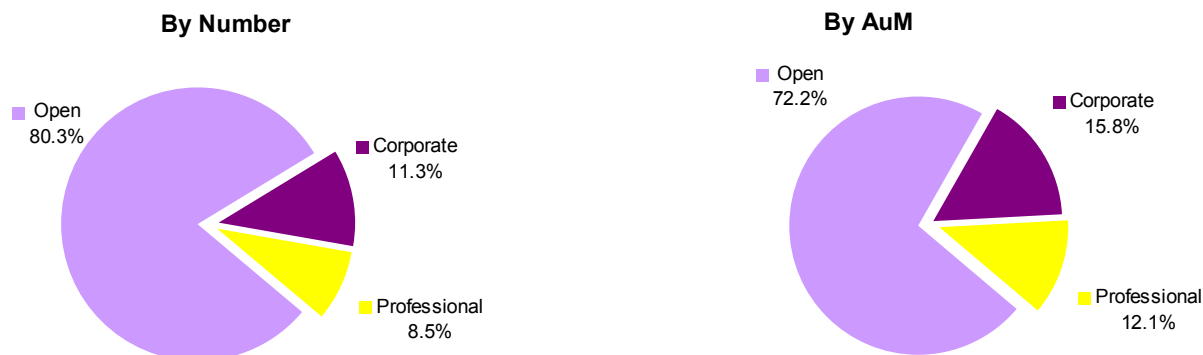 By Number
Open
80.3%
Corporate
11.3%
Professional
8.5%
By AuM
Open
72.2%
Corporate
15.8%
Professional
12.1%